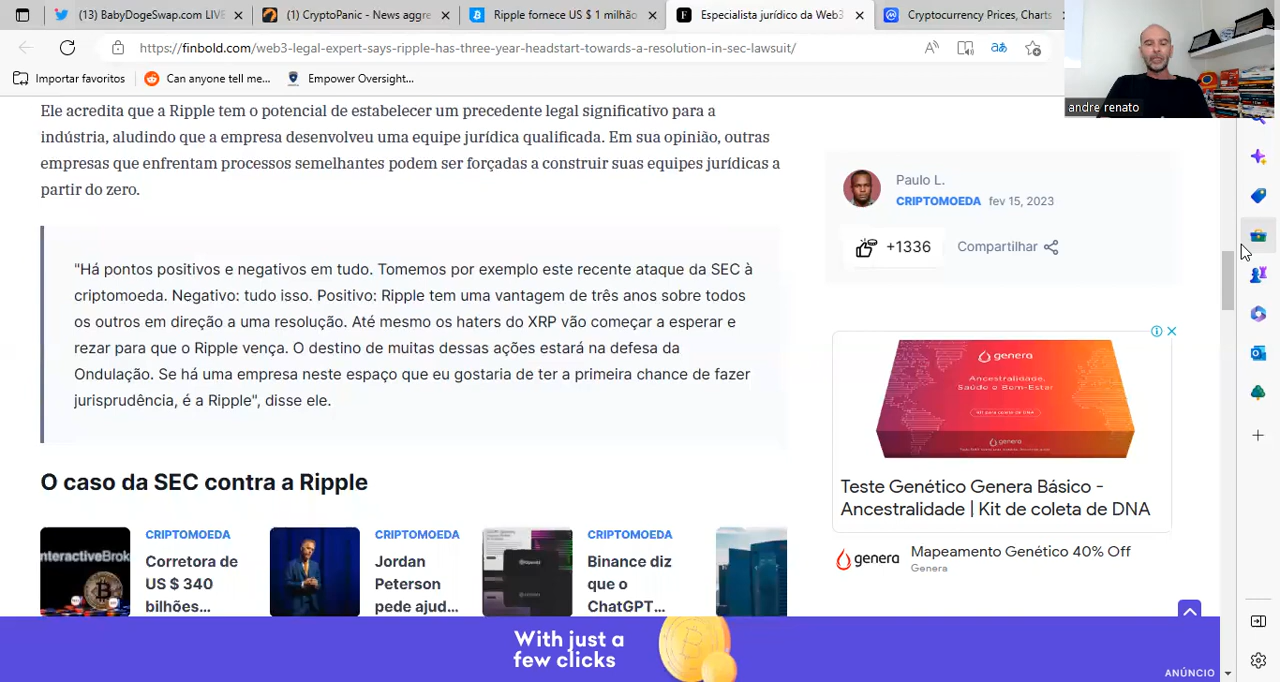 (13) BabyDogeSwap.com LIVE
(1) CryptoPanic - News aggre
Ripple fornece US $ 1 milhão
Especialista jurídico da Web3
Cryptocurrency Prices, Charts
https://finbold.com/web3-legal-expert-says-ripple-has-three-year-headstart-towards-a-resolution-in-sec-lawsuit/
Importar favoritos
Can anyone tell me...
Empower Oversight...
andre renato
Ele acredita que a Ripple tem o potencial de estabelecer um precedente legal significativo para a
indústria, aludindo que a empresa desenvolveu uma equipe jurídica qualificada. Em sua opinião, outras
empresas que enfrentam processos semelhantes podem ser forçadas a construir suas equipes jurídicas a
partir do zero.
"Há pontos positivos e negativos em tudo. Tomemos por exemplo este recente ataque da SEC à
criptomoeda. Negativo: tudo isso. Positivo: Ripple tem uma vantagem de três anos sobre todos
os outros em direção a uma resolução. Até mesmo os haters do XRP vão começar a esperar e
rezar para que o Ripple vença. O destino de muitas dessas ações estará na defesa da
Ondulação. Se há uma empresa neste espaço que eu gostaria de ter a primeira chance de fazer
jurisprudência, é a Ripple", disse ele.
O caso da SEC contra a Ripple
CRIPTOMOEDA
Corretora de
US $ 340
bilhões...
CRIPTOMOEDA
Jordan
Peterson
pede ajud...
CRIPTOMOEDA
Binance diz
que o
ChatGPT...
InteractiveBrok
Paulo L.
CRIPTOMOEDA fev 15, 2023
+1336
Compartilhar
genera
Ancestralidade,
Saúde e Bem-Ester
Kit para coleta de DNA
genera
Teste Genético Genera Básico -
Ancestralidade | Kit de coleta de DNA
genera
Mapeamento Genético 40% Off
Genera
With just a
few clicks
ANÚNCIO